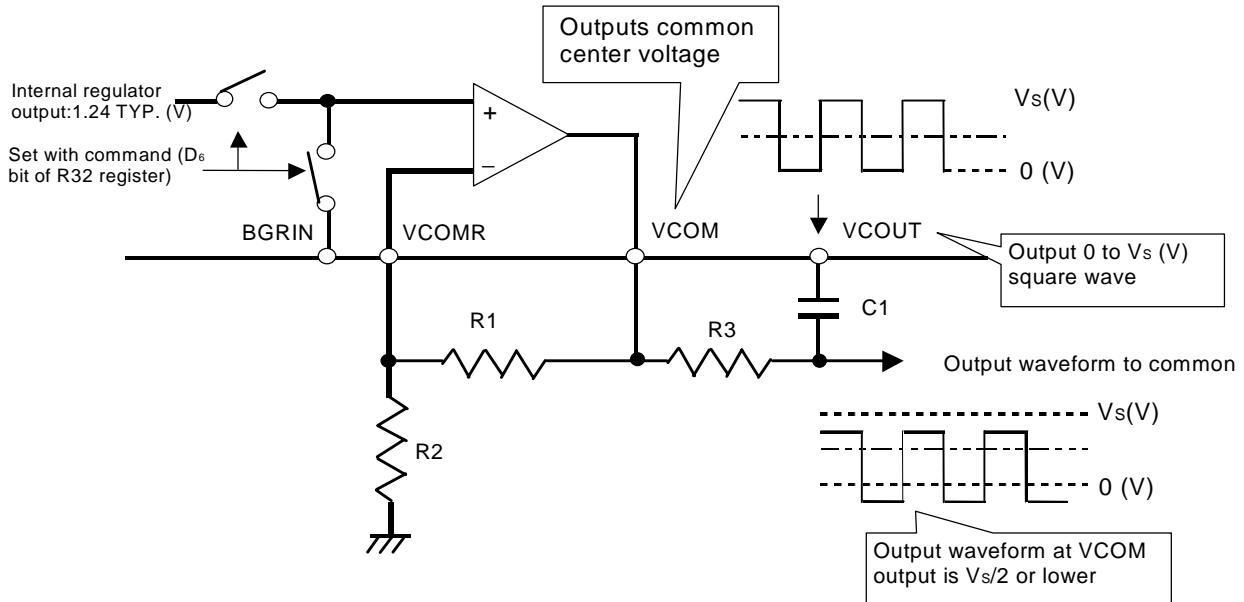 Outputs common
center voltage
Internal regulator
output:1.24 TYP. (V)
+
−
Vs(V)
0 (V)
Set with command (D6
bit of R32 register)
BGRIN
VCOMR
VCOM
VCOUT
Output 0 to Vs (V)
square wave
C1
R1
R3
Output waveform to common
R2
Vs(V)
0 (V)
Output waveform at VCOM
output is Vs/2 or lower